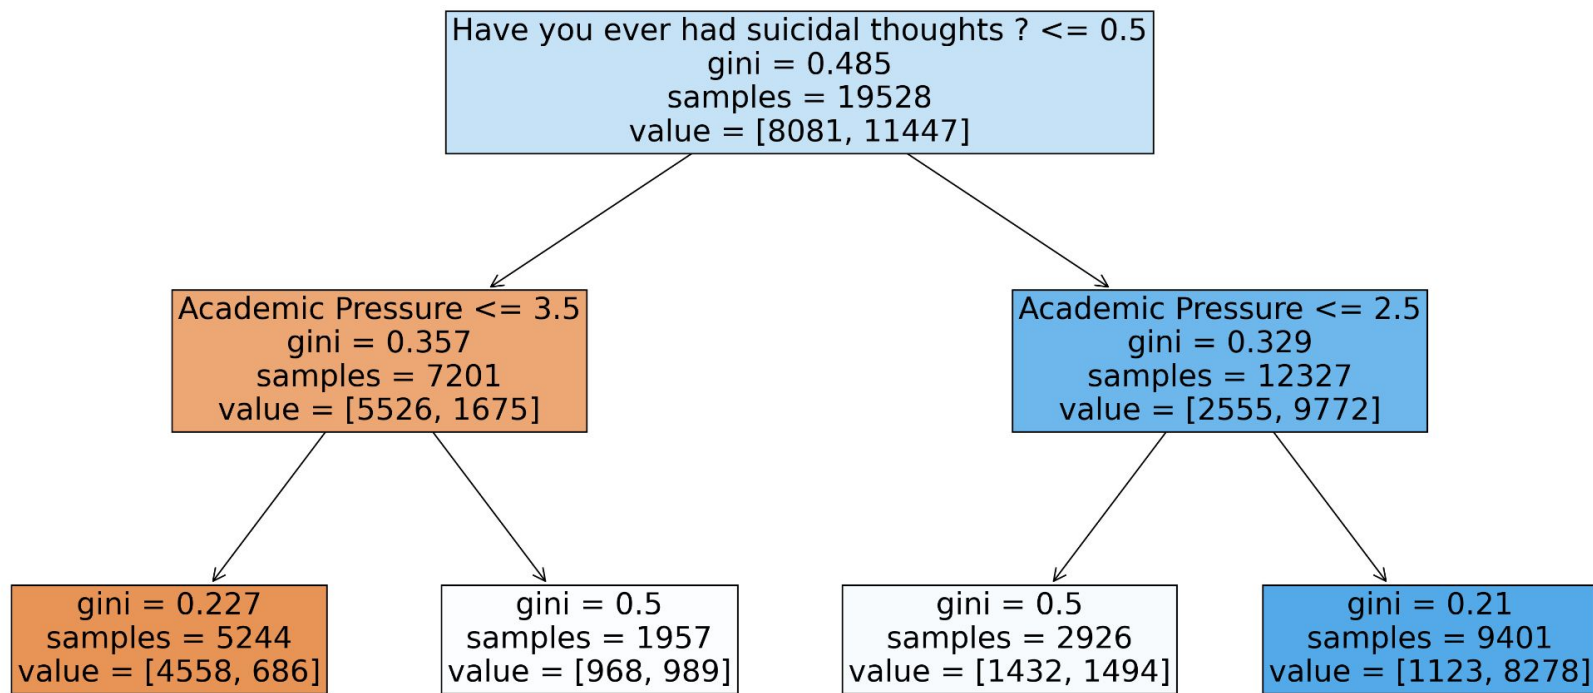 Have you ever had suicidal thoughts ? <= 0.5
gini = 0.485
samples = 19528
value = [8081, 11447]
Academic Pressure <= 3.5
gini = 0.357
samples = 7201
value = [5526, 1675]
Academic Pressure <= 2.5
gini = 0.329
samples = 12327
value = [2555, 9772]
gini = 0.227
samples = 5244
value = [4558, 686]
gini = 0.5
samples = 1957
value = [968, 989]
gini = 0.5
samples = 2926
value = [1432, 1494]
gini = 0.21
samples = 9401
value = [1123, 8278]